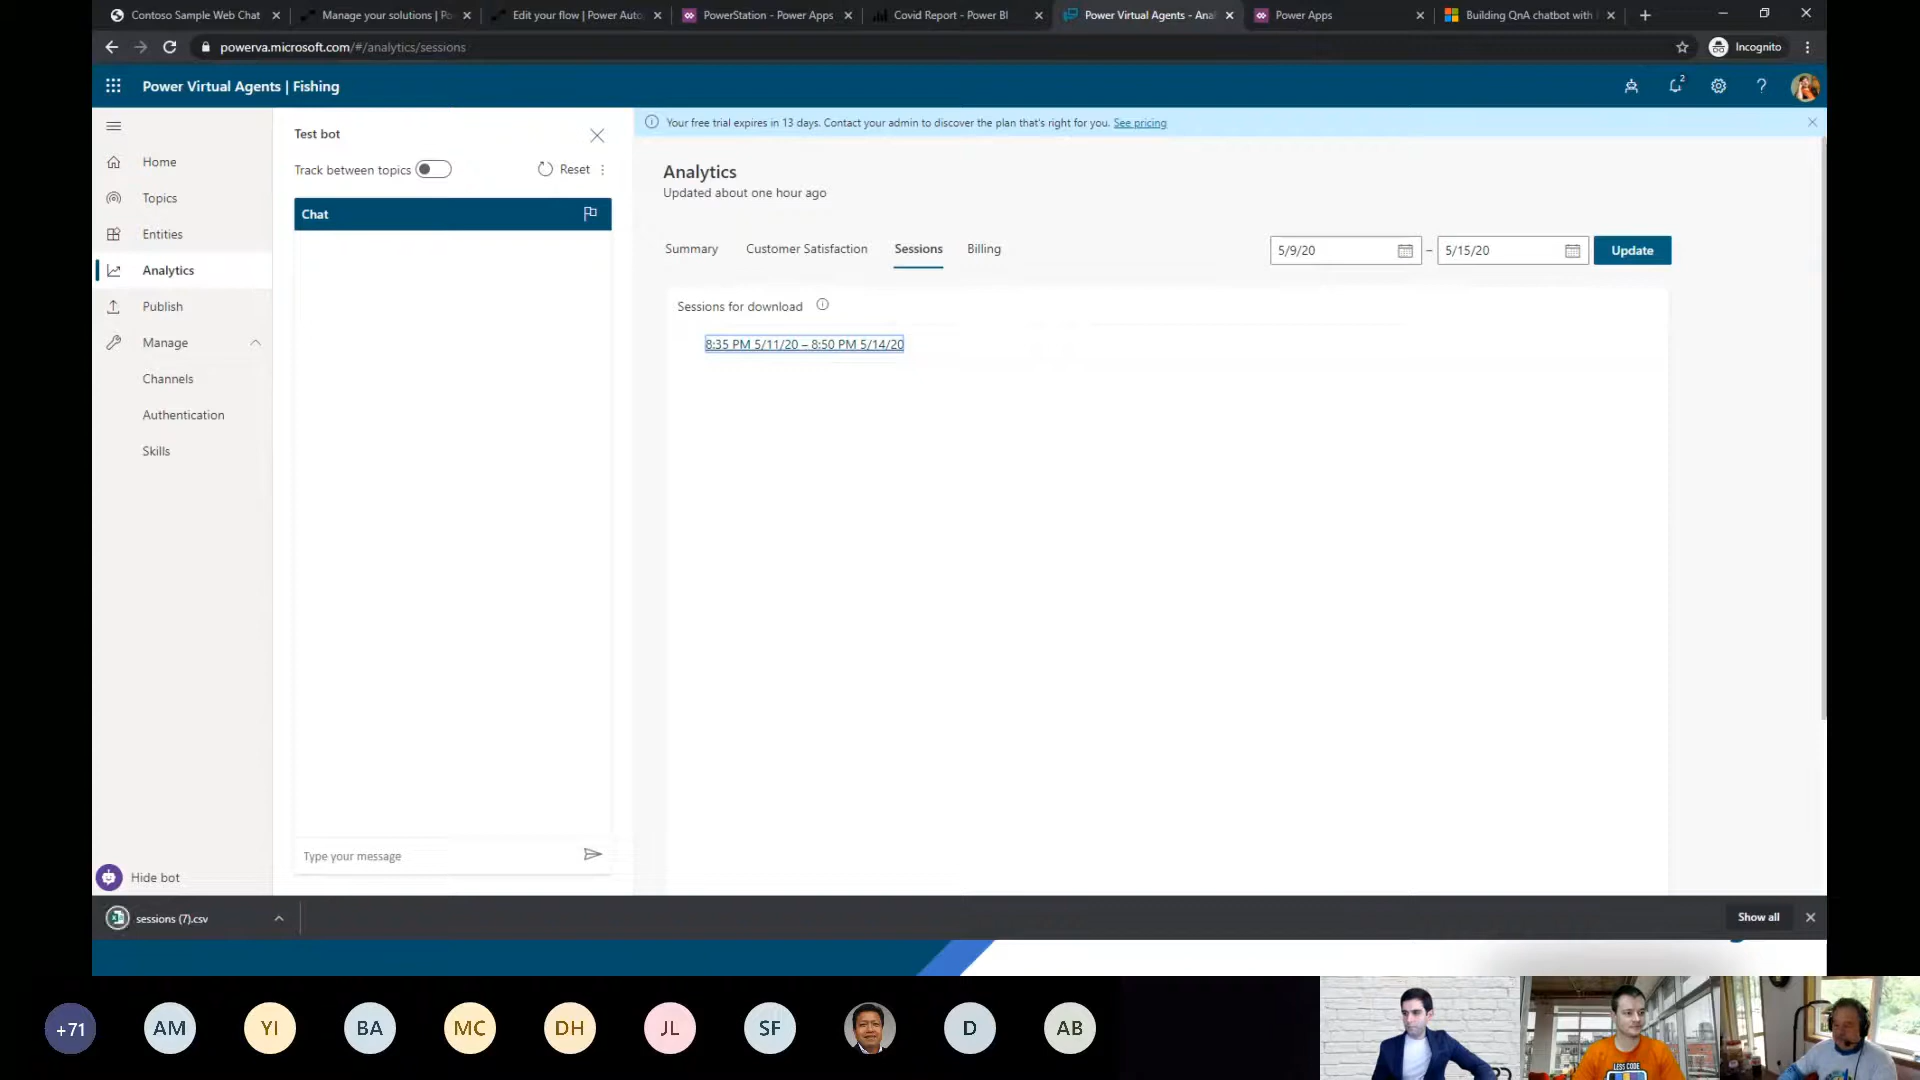 Contoso Sample Web Chat
Manage your solutions | Po
Edit your flow | Power Auto
PowerStation - Power Apps
Covid Report - Power BI
Power Virtual Agents - Anal
Power Apps
Building QnA chatbot with
powerva.microsoft.com/#/analytics/sessions
Incognito
Power Virtual Agents | Fishing
2
?
Your free trial expires in 13 days. Contact your admin to discover the plan that's right for you. See pricing
Home
Topics
Entities
Analytics
Publish
Manage
Channels
Authentication
Skills
Hide bot
Test bot
Track between topics
Reset
Chat
Type your message
Analytics
Updated about one hour ago
Summary
Customer Satisfaction
Sessions
Billing
5/9/20
–
5/15/20
Update
Sessions for download
8:35 PM 5/11/20 – 8:50 PM 5/14/20
sessions (7).csv
Show all
+71
AM
YI
BA
MC
DH
JL
SF
D
AB
LESS CODE